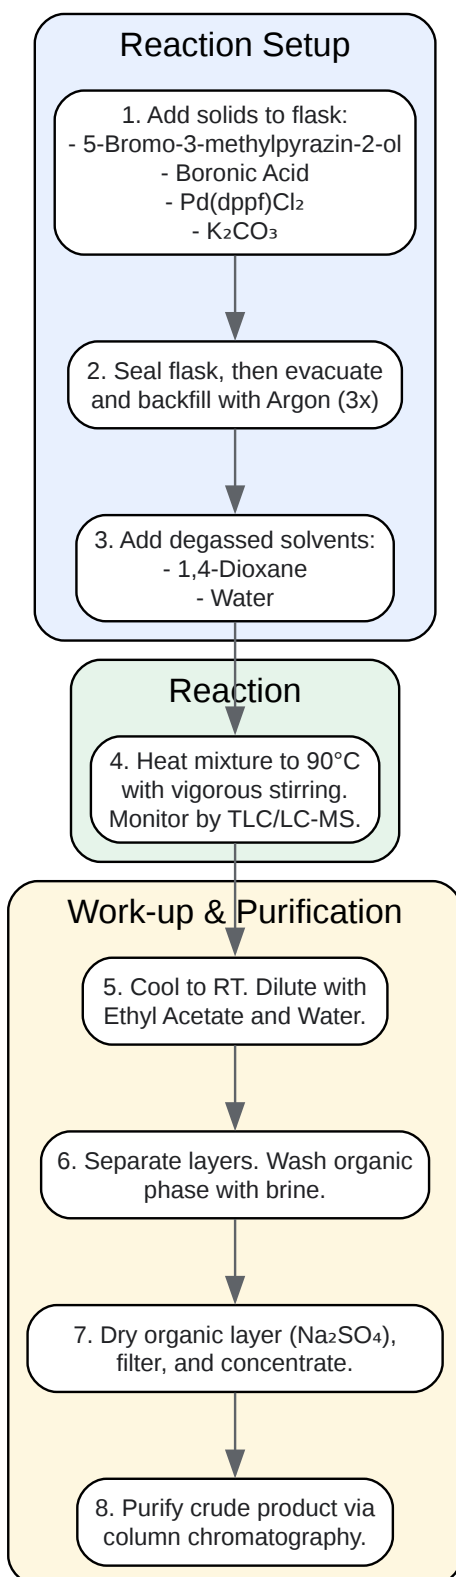 Reaction Setup
1. Add solids to flask:
- 5-Bromo-3-methylpyrazin-2-ol
- Boronic Acid
- Pd(dppf)Cl₂
- K₂CO₃
2. Seal flask, then evacuate
and backfill with Argon (3x)
3. Add degassed solvents:
- 1,4-Dioxane
- Water
Reaction
4. Heat mixture to 90°C
with vigorous stirring.
Monitor by TLC/LC-MS.
Work-up & Purification
5. Cool to RT. Dilute with
Ethyl Acetate and Water.
6. Separate layers. Wash organic
phase with brine.
7. Dry organic layer (Na₂SO₄),
filter, and concentrate.
8. Purify crude product via
column chromatography.